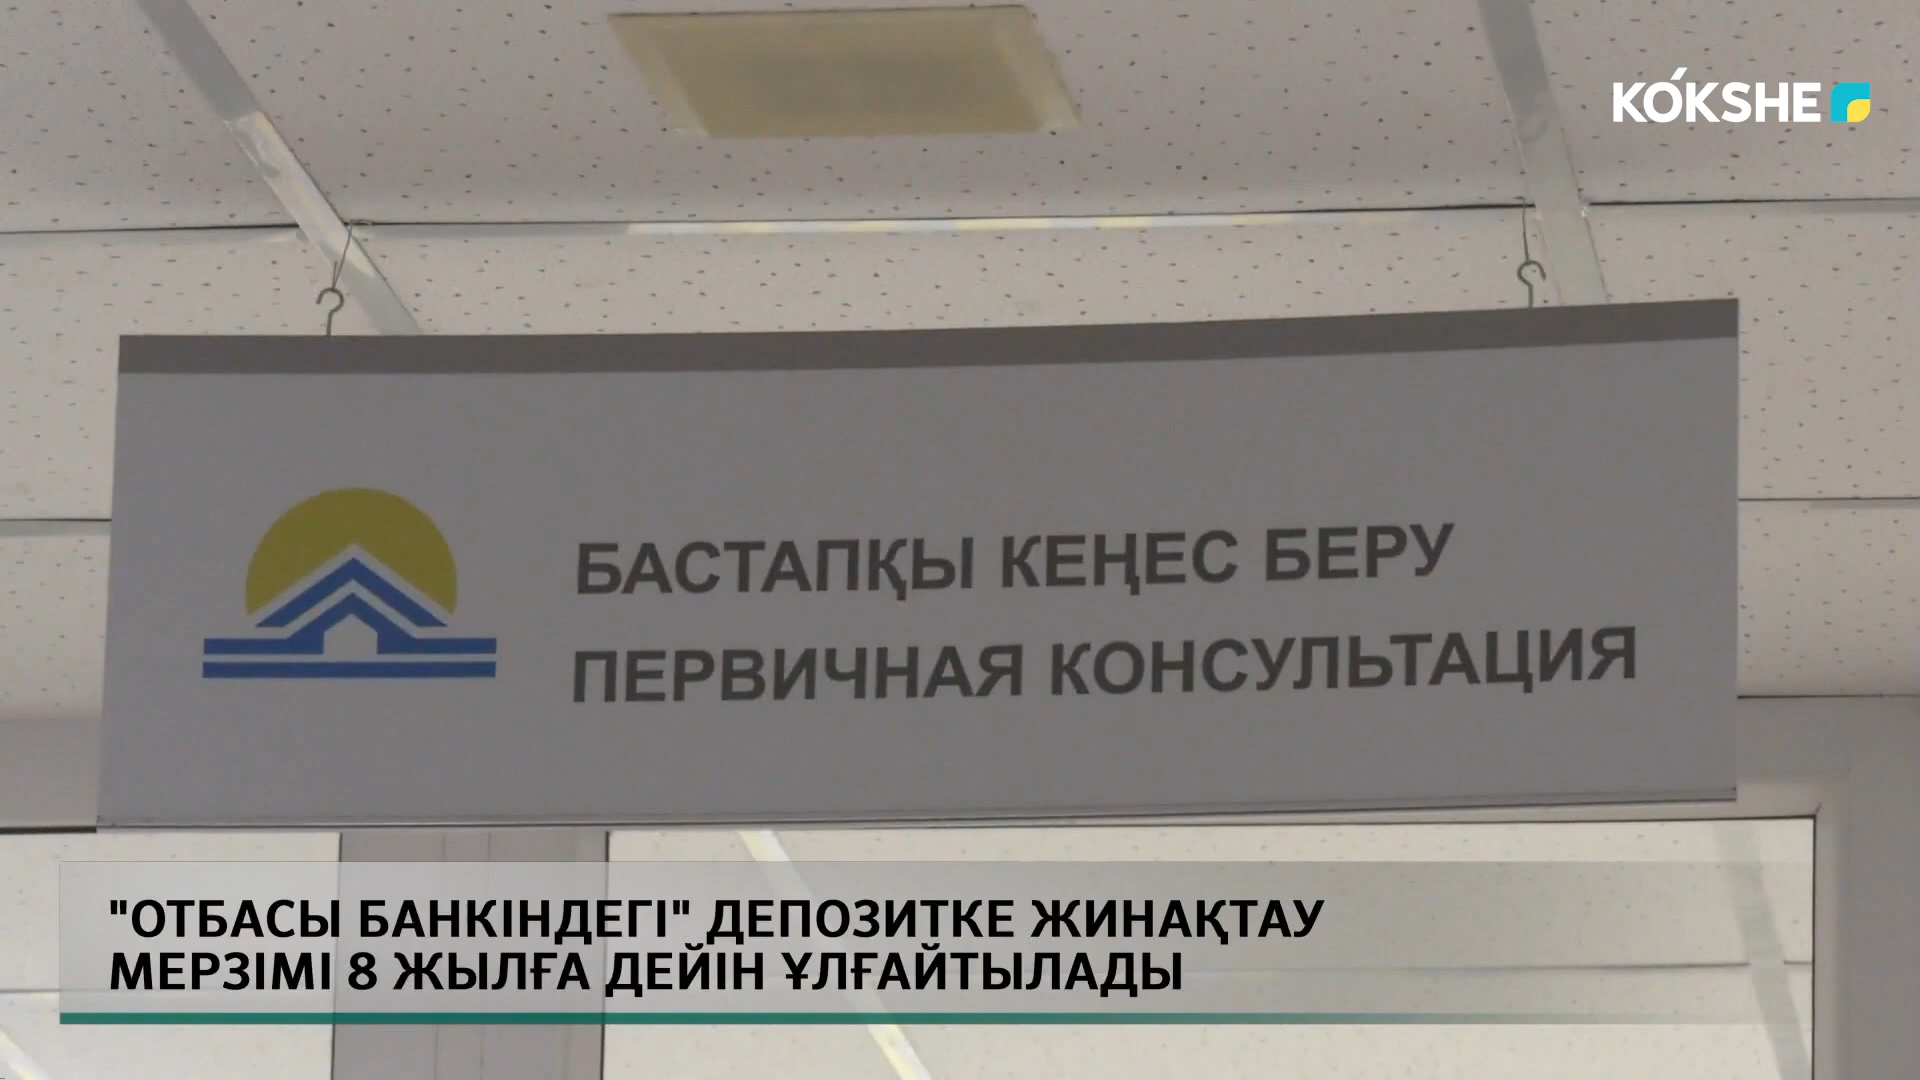 KÓKSHE
БАСТАПҚЫ КЕҢЕС БЕРУ
ПЕРВИЧНАЯ КОНСУЛЬТАЦИЯ
"ОТБАСЫ БАНКІНДЕГІ" ДЕПОЗИТКЕ ЖИНАҚТАУ
МЕРЗІМІ 8 ЖЫЛҒА ДЕЙІН ҰЛҒАЙТЫЛАДЫ